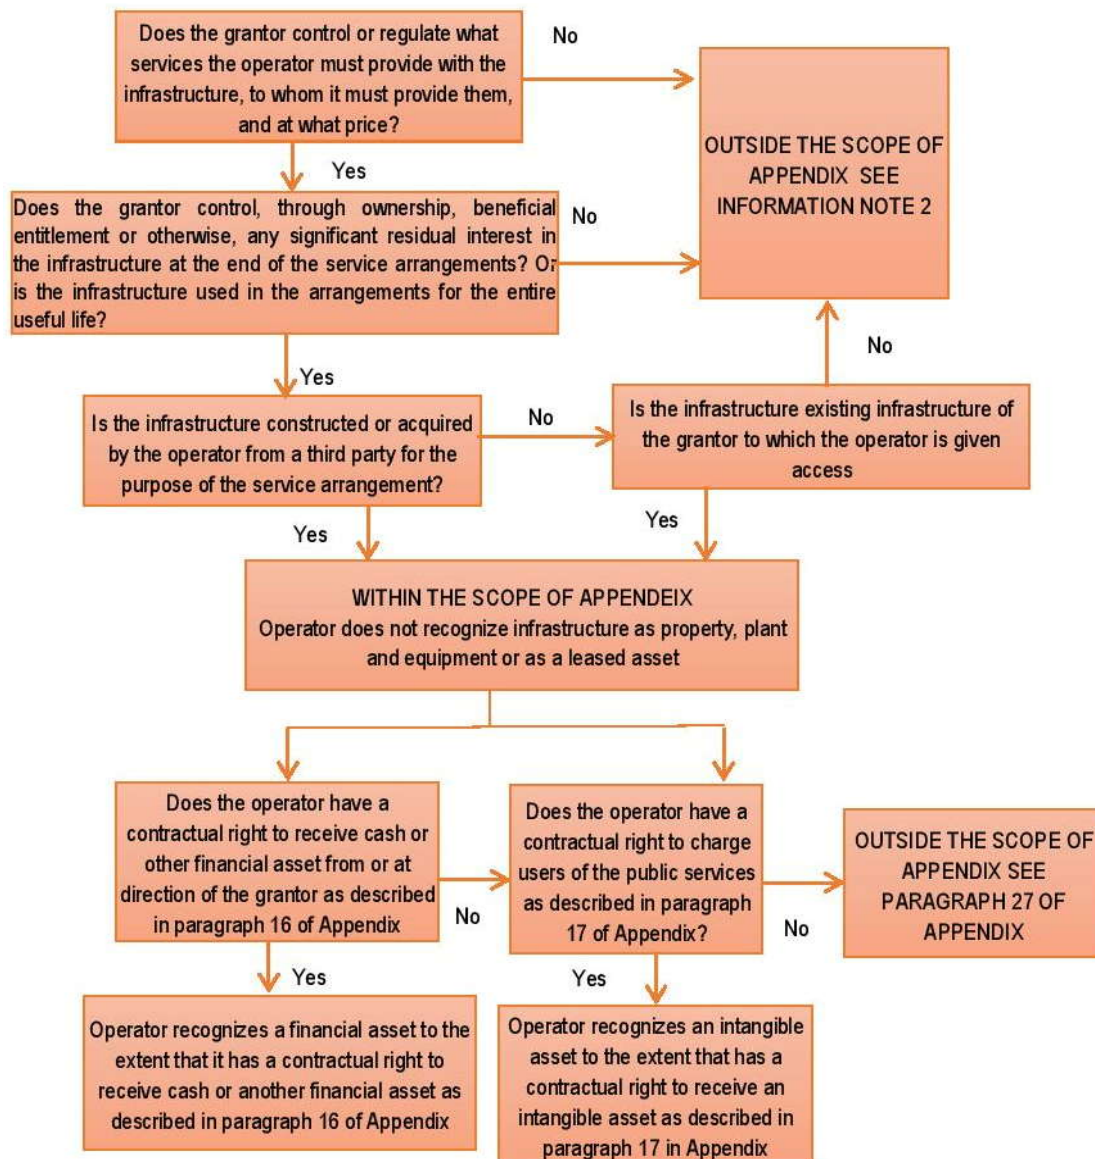 Does the grantor control or regulate what
services the operator must provide with the
infrastructure, to whom it must provide them,
and at what price?
No
OUTSIDE THE SCOPE OF
APPENDIX SEE
INFORMATION NOTE 2
Yes
Does the grantor control, through ownership, beneficial
entitlement or otherwise, any significant residual interest in
the infrastructure at the end of the service arrangements? Or
is the infrastructure used in the arrangements for the entire
useful life?
No
Yes
No
Is the infrastructure constructed or acquired
by the operator from a third party for the
purpose of the service arrangement?
No
Is the infrastructure existing infrastructure of
the grantor to which the operator is given
access
Yes
Yes
WITHIN THE SCOPE OF APPENDEIX
Operator does not recognize infrastructure as property, plant
and equipment or as a leased asset
Does the operator have a
contractual right to receive cash or
other financial asset from or at
direction of the grantor as described
in paragraph 16 of Appendix
No
Does the operator have a
contractual right to charge
users of the public services
as described in paragraph
17 of Appendix?
No
OUTSIDE THE SCOPE OF
APPENDIX SEE
PARAGRAPH 27 OF
APPENDIX
Yes
Yes
Operator recognizes a financial asset to the
extent that it has a contractual right to
receive cash or another financial asset as
described in paragraph 16 of Appendix
Operator recognizes an intangible
asset to the extent that has a
contractual right to receive an
intangible asset as described in
paragraph 17 in Appendix